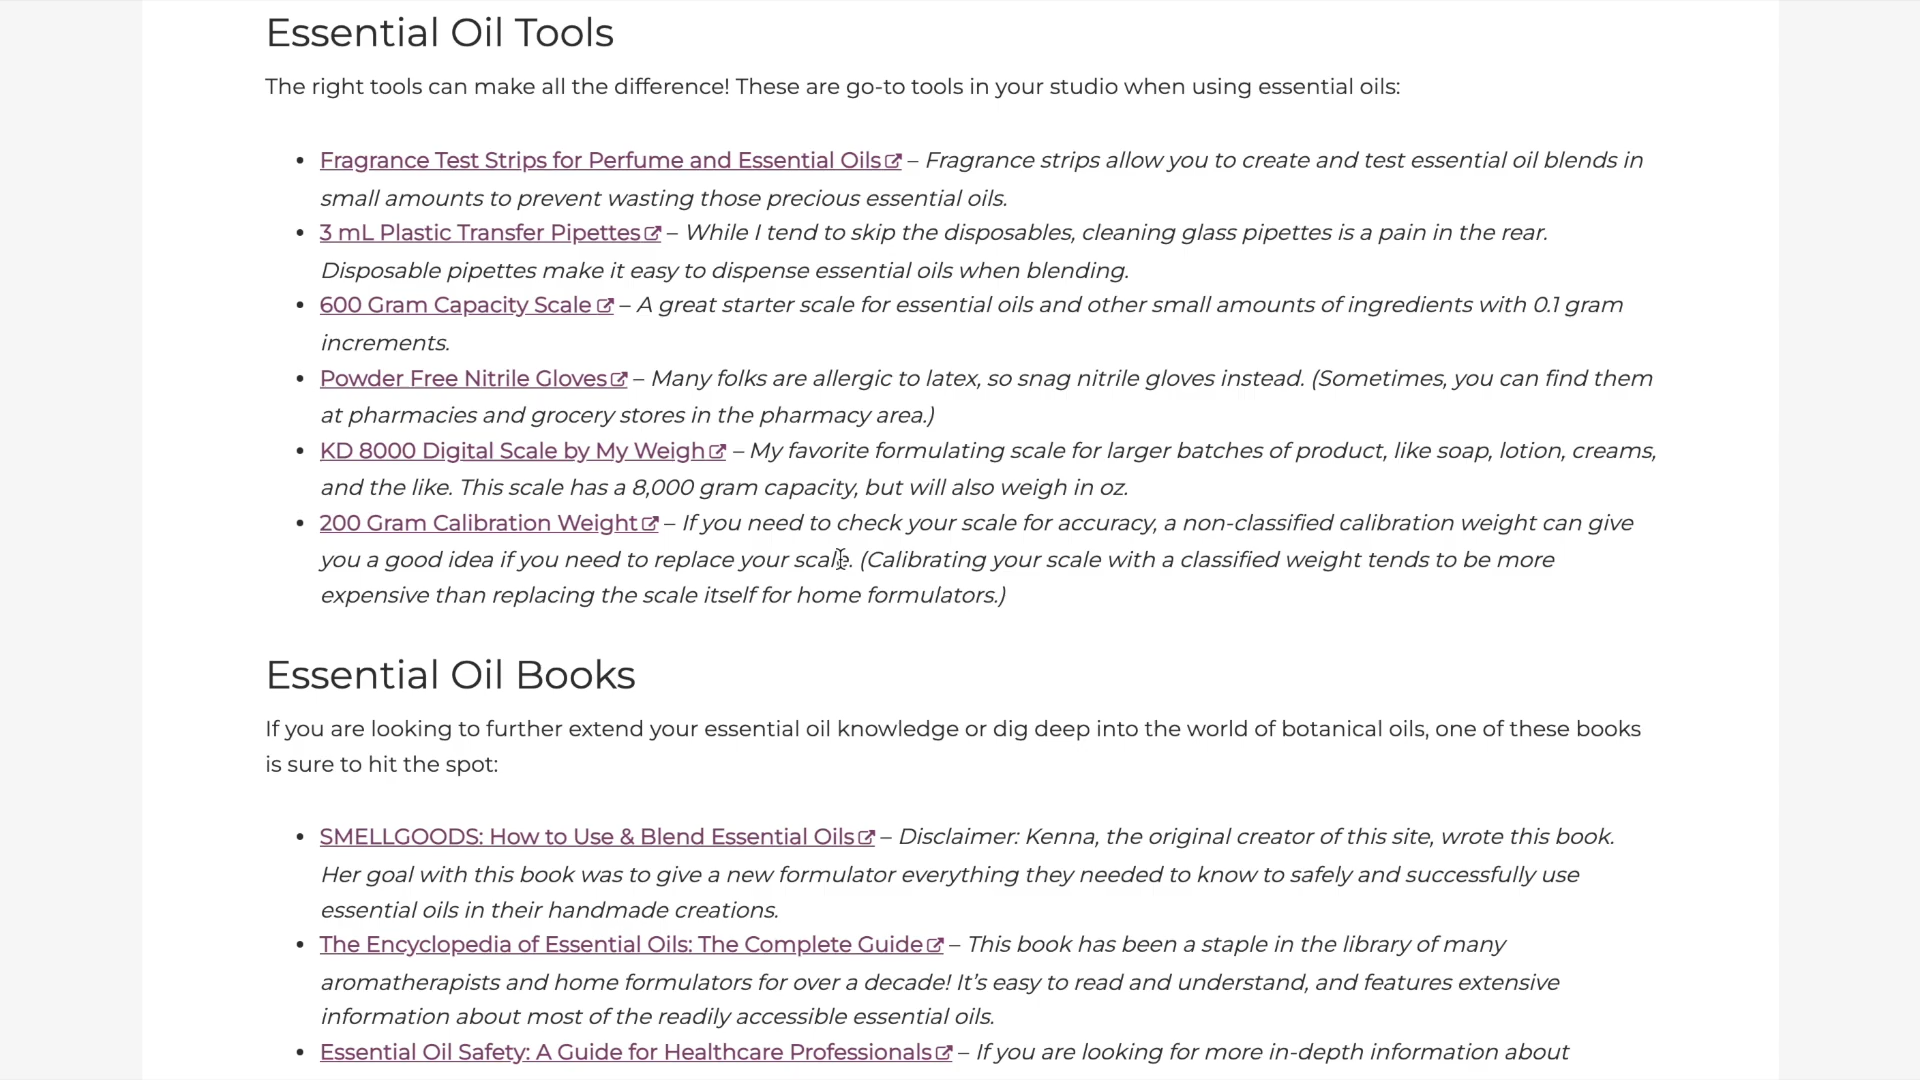 Essential Oil Tools
The right tools can make all the difference! These are go-to tools in your studio when using essential oils:
• Fragrance Test Strips for Perfume and Essential Oils – Fragrance strips allow you to create and test essential oil blends in
small amounts to prevent wasting those precious essential oils.
• 3 mL Plastic Transfer Pipettes – While I tend to skip the disposables, cleaning glass pipettes is a pain in the rear.
Disposable pipettes make it easy to dispense essential oils when blending.
• 600 Gram Capacity Scale – A great starter scale for essential oils and other small amounts of ingredients with 0.1 gram
increments.
• Powder Free Nitrile Gloves – Many folks are allergic to latex, so snag nitrile gloves instead. (Sometimes, you can find them
at pharmacies and grocery stores in the pharmacy area.)
• KD 8000 Digital Scale by My Weigh – My favorite formulating scale for larger batches of product, like soap, lotion, creams,
and the like. This scale has a 8,000 gram capacity, but will also weigh in oz.
• 200 Gram Calibration Weight – If you need to check your scale for accuracy, a non-classified calibration weight can give
you a good idea if you need to replace your scale. (Calibrating your scale with a classified weight tends to be more
expensive than replacing the scale itself for home formulators.)
Essential Oil Books
If you are looking to further extend your essential oil knowledge or dig deep into the world of botanical oils, one of these books
is sure to hit the spot:
• SMELLGOODS: How to Use & Blend Essential Oils – Disclaimer: Kenna, the original creator of this site, wrote this book.
Her goal with this book was to give a new formulator everything they needed to know to safely and successfully use
essential oils in their handmade creations.
• The Encyclopedia of Essential Oils: The Complete Guide – This book has been a staple in the library of many
aromatherapists and home formulators for over a decade! It's easy to read and understand, and features extensive
information about most of the readily accessible essential oils.
• Essential Oil Safety: A Guide for Healthcare Professionals – If you are looking for more in-depth information about